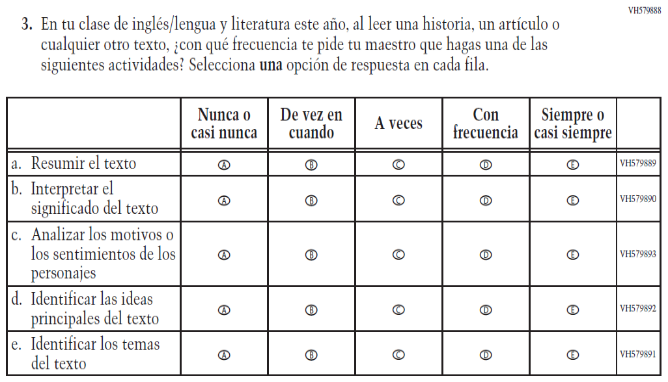 VH579888
3. En tu clase de inglés/lengua y literatura este año, al leer una historia, un artículo o
cualquier otro texto, ¿con qué frecuencia te pide tu maestro que hagas una de las
siguientes actividades? Selecciona una opción de respuesta en cada fila.
Nunca o casi nunca De vez en cuando A veces Con frecuencia Siempre o casi siempre
a. Resumir el texto A B C D E VH579889
b. Interpretar el
significado del texto A B C D E VH579890
c. Analizar los motivos o
los sentimientos de los
personajes A B C D E VH579893
d. Identificar las ideas
principales del texto A B C D E VH579892
e. Identificar los temas
del texto A B C D E VH579891